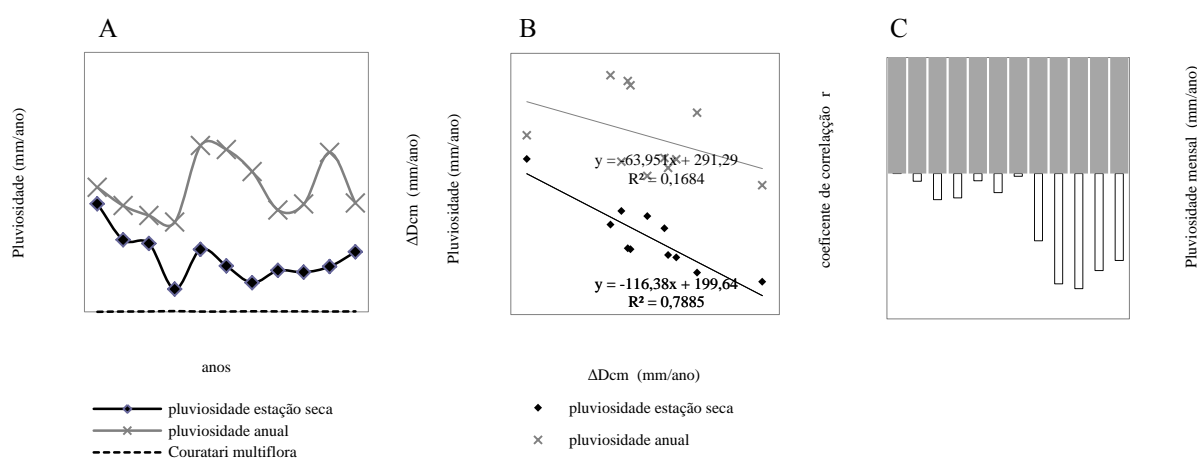 A
B
C
Pluviosidade (mm/ano)
ΔDcm (mm/ano)
Pluviosidade (mm/ano)
coeficente de correlaçção r
Pluviosidade mensal (mm/ano)
y = -63,951x + 291,29
R² = 0,1684
y = -116,38x + 199,64
R² = 0,7885
anos
ΔDcm (mm/ano)
pluviosidade estação seca
pluviosidade anual
Couratari multiflora
pluviosidade estação seca
pluviosidade anual